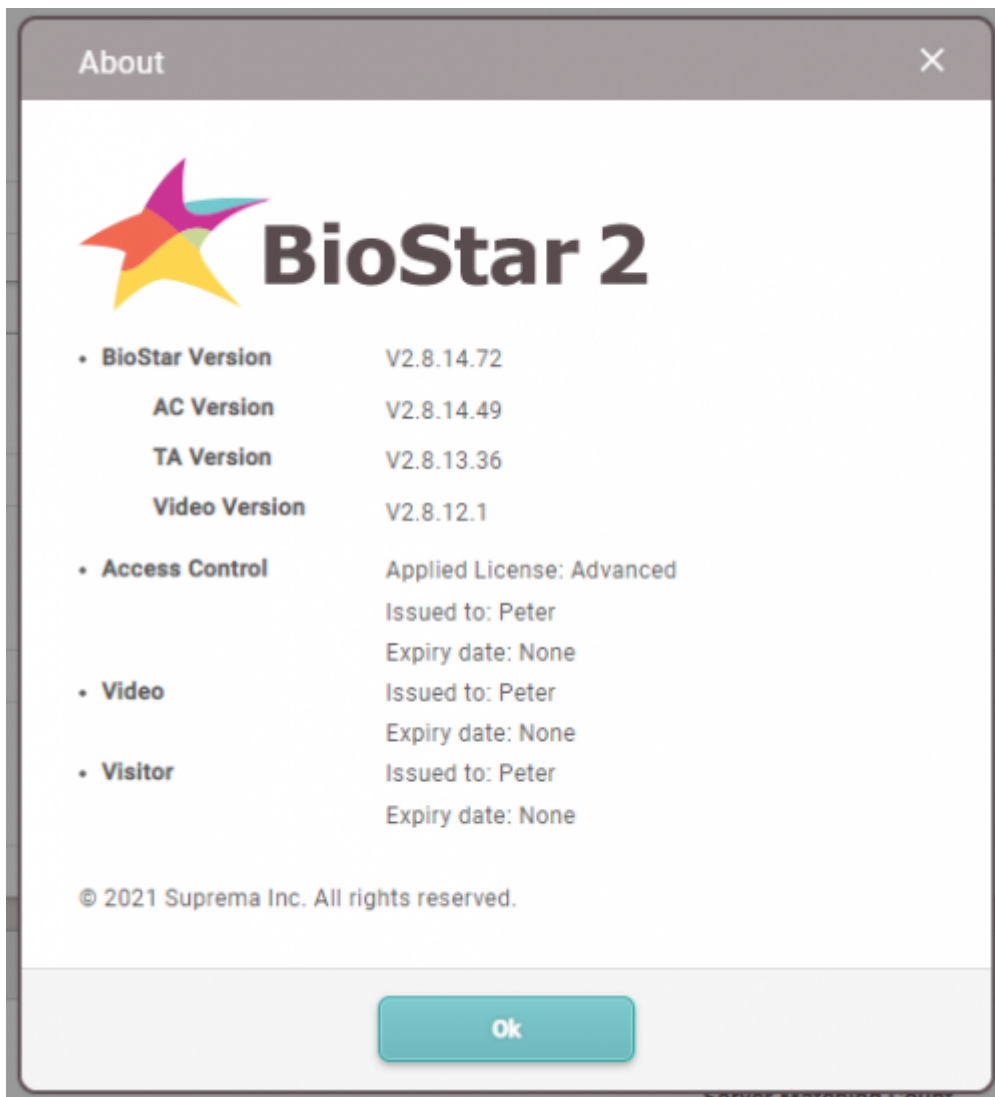 About
BioStar 2
• BioStar Version V2.8.14.72
AC Version V2.8.14.49
TA Version V2.8.13.36
Video Version V2.8.12.1
• Access Control Applied License: Advanced
Issued to: Peter
Expiry date: None
• Video Issued to: Peter
Expiry date: None
• Visitor Issued to: Peter
Expiry date: None
© 2021 Suprema Inc. All rights reserved.
Ok